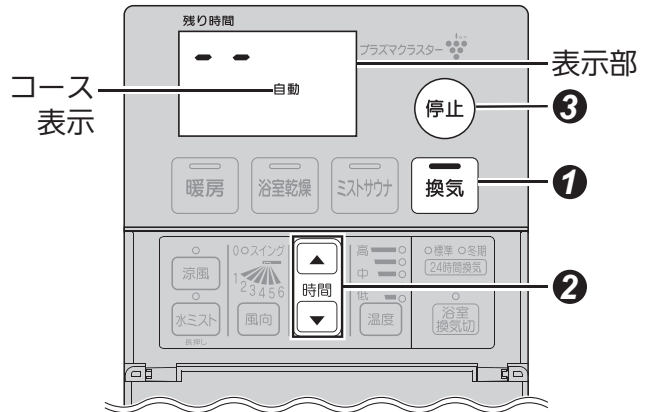 残り時間
プラズマクラスター
コース
表示
自動
表示部
停止
3
暖房
浴室乾燥
ミストサウナ
換気
1
涼風
水ミスト
長押し
0 スイング
1 2 3 4 5 6
風向
時間
2
高
中
低
温度
標準 冬期
24時間換気
浴室
換気切